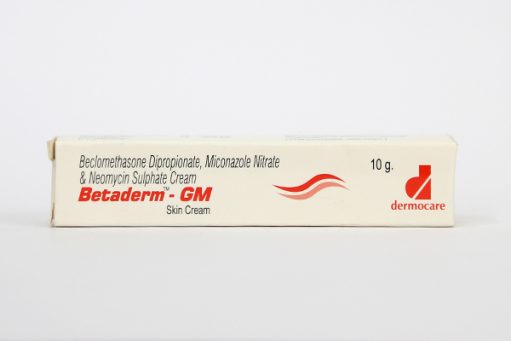 Beclomethasone Dipropionate, Miconazole Nitrate
& Neomycin Sulphate Cream
Betaderm™ - GM
Skin Cream
10 g.
dermocare